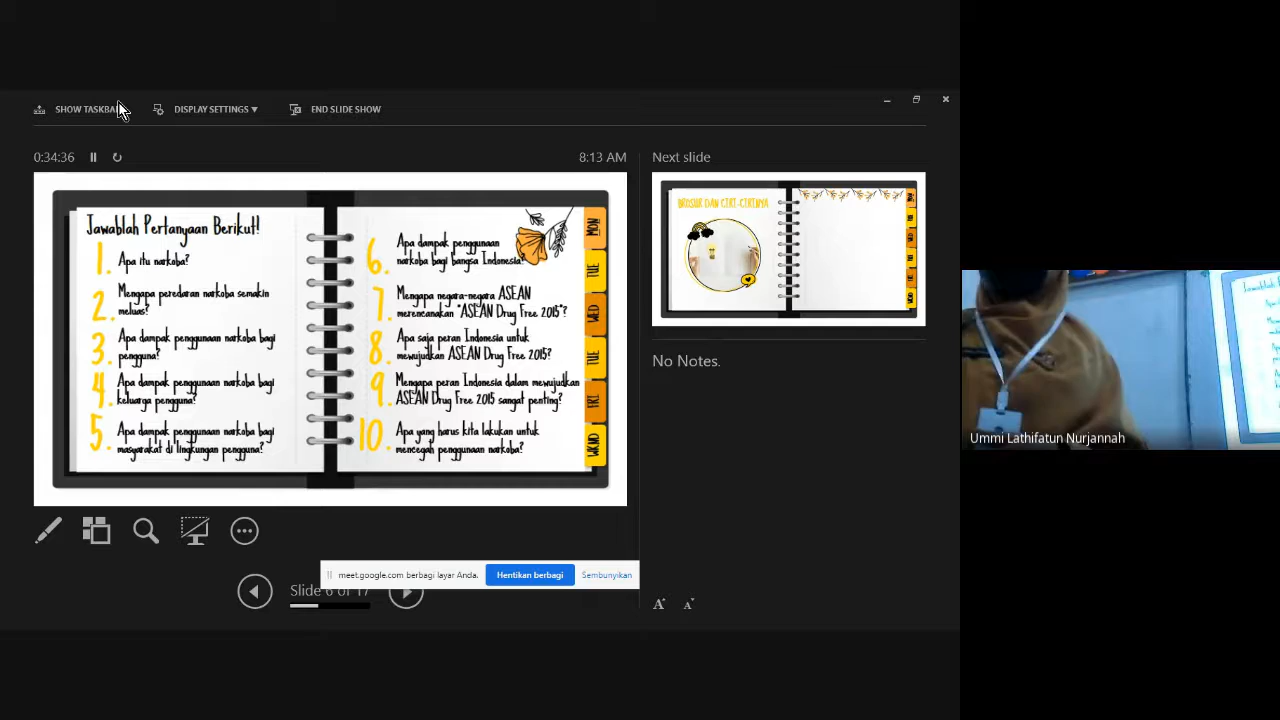 SHOW TASKBAR
DISPLAY SETTINGS ▼
END SLIDE SHOW
0:34:36
8:13 AM
Next slide
Jawablah Pertanyaan Berikut!
1. Apa itu narkoba?
2. Mengapa peredaran narkoba semakin
meluas?
3. Apa dampak penggunaan narkoba bagi
pengguna?
4. Apa dampak penggunaan narkoba bagi
keluarga pengguna?
5. Apa dampak penggunaan narkoba bagi
masyarakat di lingkungan pengguna?
6. Apa dampak penggunaan
narkoba bagi bangsa Indonesia?
7. Mengapa negara-negara ASEAN
merencanakan "ASEAN Drug Free 2015"?
8. Apa saja peran Indonesia untuk
mewujudkan ASEAN Drug Free 2015?
9. Mengapa peran Indonesia dalam mewujudkan
ASEAN Drug Free 2015 sangat penting?
10. Apa yang harus kita lakukan untuk
mencegah penggunaan narkoba?
MON
TUE
WED
TUE
FRI
WKND
BROSUR DAN CIRI-CIRINYA
No Notes.
meet.google.com berbagi layar Anda.
Hentikan berbagi
Sembunyikan
Slide 6 of 17
Ummi Lathifatun Nurjannah